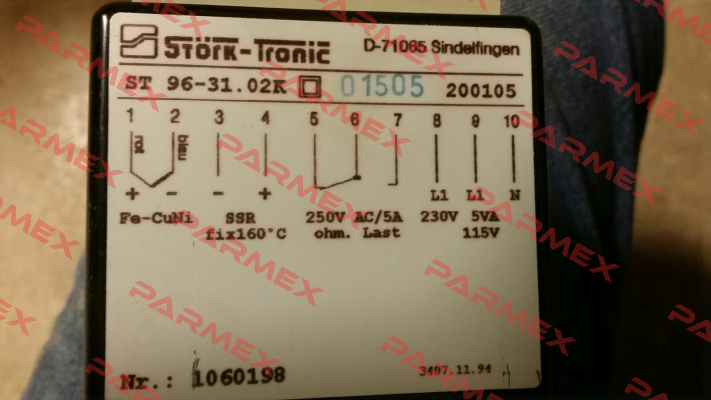 Störk-Tronic D-71065 Sindelfingen
ST 96-31.02K 01505 200105
1 2 3 4 5 6 7 8 9 10
rot blau
+ - - + L1 L1 N
Fe-CuNi SSR 250V AC/5A 230V 5VA
fix160°C ohm. Last 115V
Nr.: 1060198 3407.11.94
PARMEX